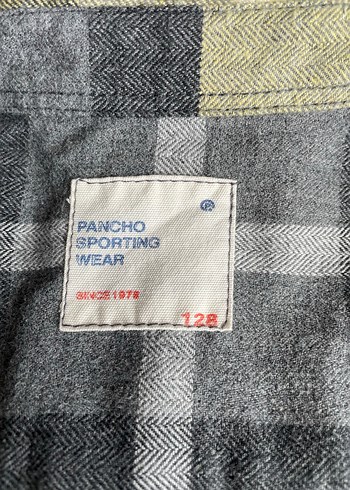 PANCHO
SPORTING
WEAR
SINCE 1978
128